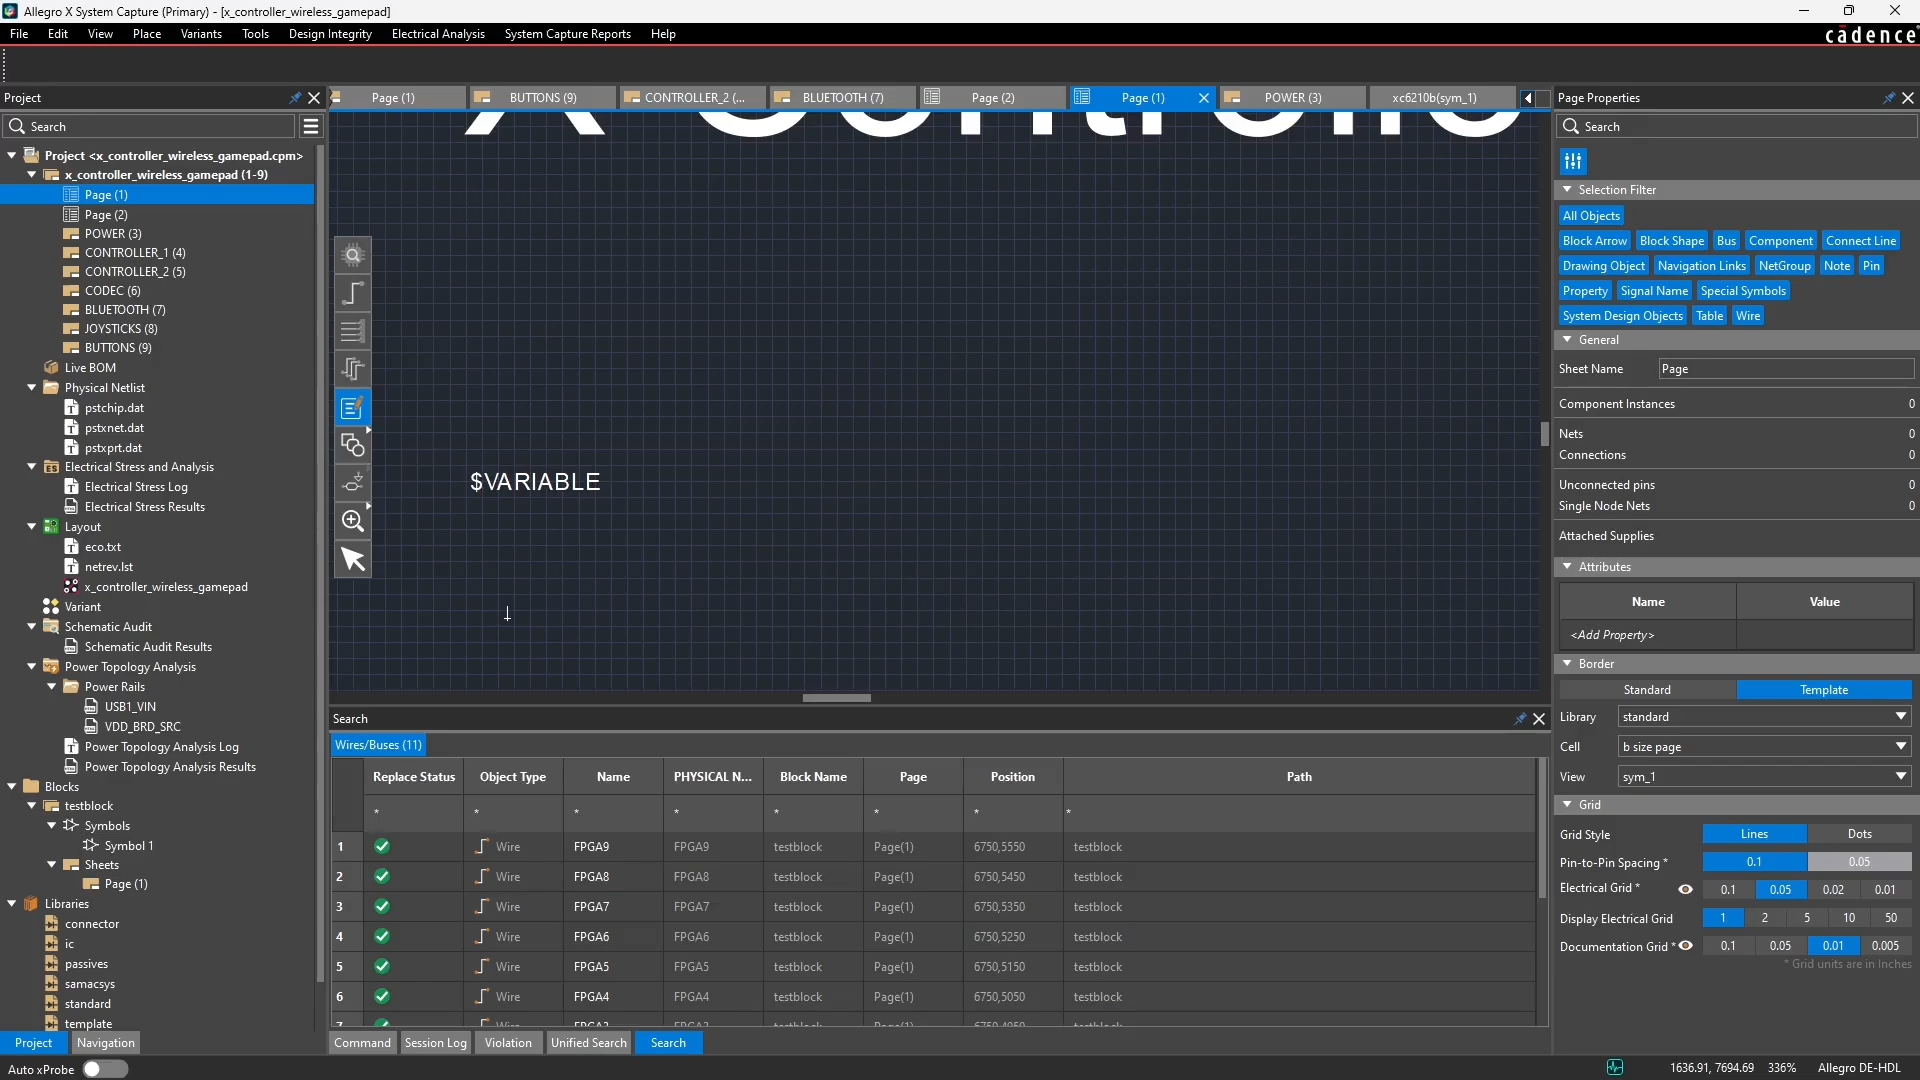 Allegro X System Capture (Primary) - [x_controller_wireless_gamepad]
File Edit View Place Variants Tools Design Integrity Electrical Analysis System Capture Reports Help
cādence
Project
Search
Project <x_controller_wireless_gamepad.cpm>
x_controller_wireless_gamepad (1-9)
Page (1)
Page (2)
POWER (3)
CONTROLLER_1 (4)
CONTROLLER_2 (5)
CODEC (6)
BLUETOOTH (7)
JOYSTICKS (8)
BUTTONS (9)
Live BOM
Physical Netlist
pstchip.dat
pstxnet.dat
pstxprt.dat
Electrical Stress and Analysis
Electrical Stress Log
Electrical Stress Results
Layout
eco.txt
netrev.lst
x_controller_wireless_gamepad
Variant
Schematic Audit
Schematic Audit Results
Power Topology Analysis
Power Rails
USB1_VIN
VDD_BRD_SRC
Power Topology Analysis Log
Power Topology Analysis Results
Blocks
testblock
Symbols
Symbol 1
Sheets
Page (1)
Libraries
connector
ic
passives
samacsys
standard
template
Project Navigation
Auto xProbe
Page (1) BUTTONS (9) CONTROLLER_2 (... BLUETOOTH (7) Page (2) Page (1) POWER (3) xc6210b(sym_1)
X Controlle
$VARIABLE
Search
Wires/Buses (11)
Replace Status Object Type Name PHYSICAL N... Block Name Page Position Path
* * * * * * * *
1 Wire FPGA9 FPGA9 testblock Page(1) 6750,5550 testblock
2 Wire FPGA8 FPGA8 testblock Page(1) 6750,5450 testblock
3 Wire FPGA7 FPGA7 testblock Page(1) 6750,5350 testblock
4 Wire FPGA6 FPGA6 testblock Page(1) 6750,5250 testblock
5 Wire FPGA5 FPGA5 testblock Page(1) 6750,5150 testblock
6 Wire FPGA4 FPGA4 testblock Page(1) 6750,5050 testblock
Command Session Log Violation Unified Search Search
Page Properties
Search
Selection Filter
All Objects
Block Arrow Block Shape Bus Component Connect Line
Drawing Object Navigation Links NetGroup Note Pin
Property Signal Name Special Symbols
System Design Objects Table Wire
General
Sheet Name Page
Component Instances 0
Nets 0
Connections 0
Unconnected pins 0
Single Node Nets 0
Attached Supplies
Attributes
Name Value
<Add Property>
Border
Standard Template
Library standard
Cell b size page
View sym_1
Grid
Grid Style Lines Dots
Pin-to-Pin Spacing * 0.1 0.05
Electrical Grid * 0.1 0.05 0.02 0.01
Display Electrical Grid 1 2 5 10 50
Documentation Grid * 0.1 0.05 0.01 0.005
* Grid units are in Inches
1636.91, 7694.69 336% Allegro DE-HDL